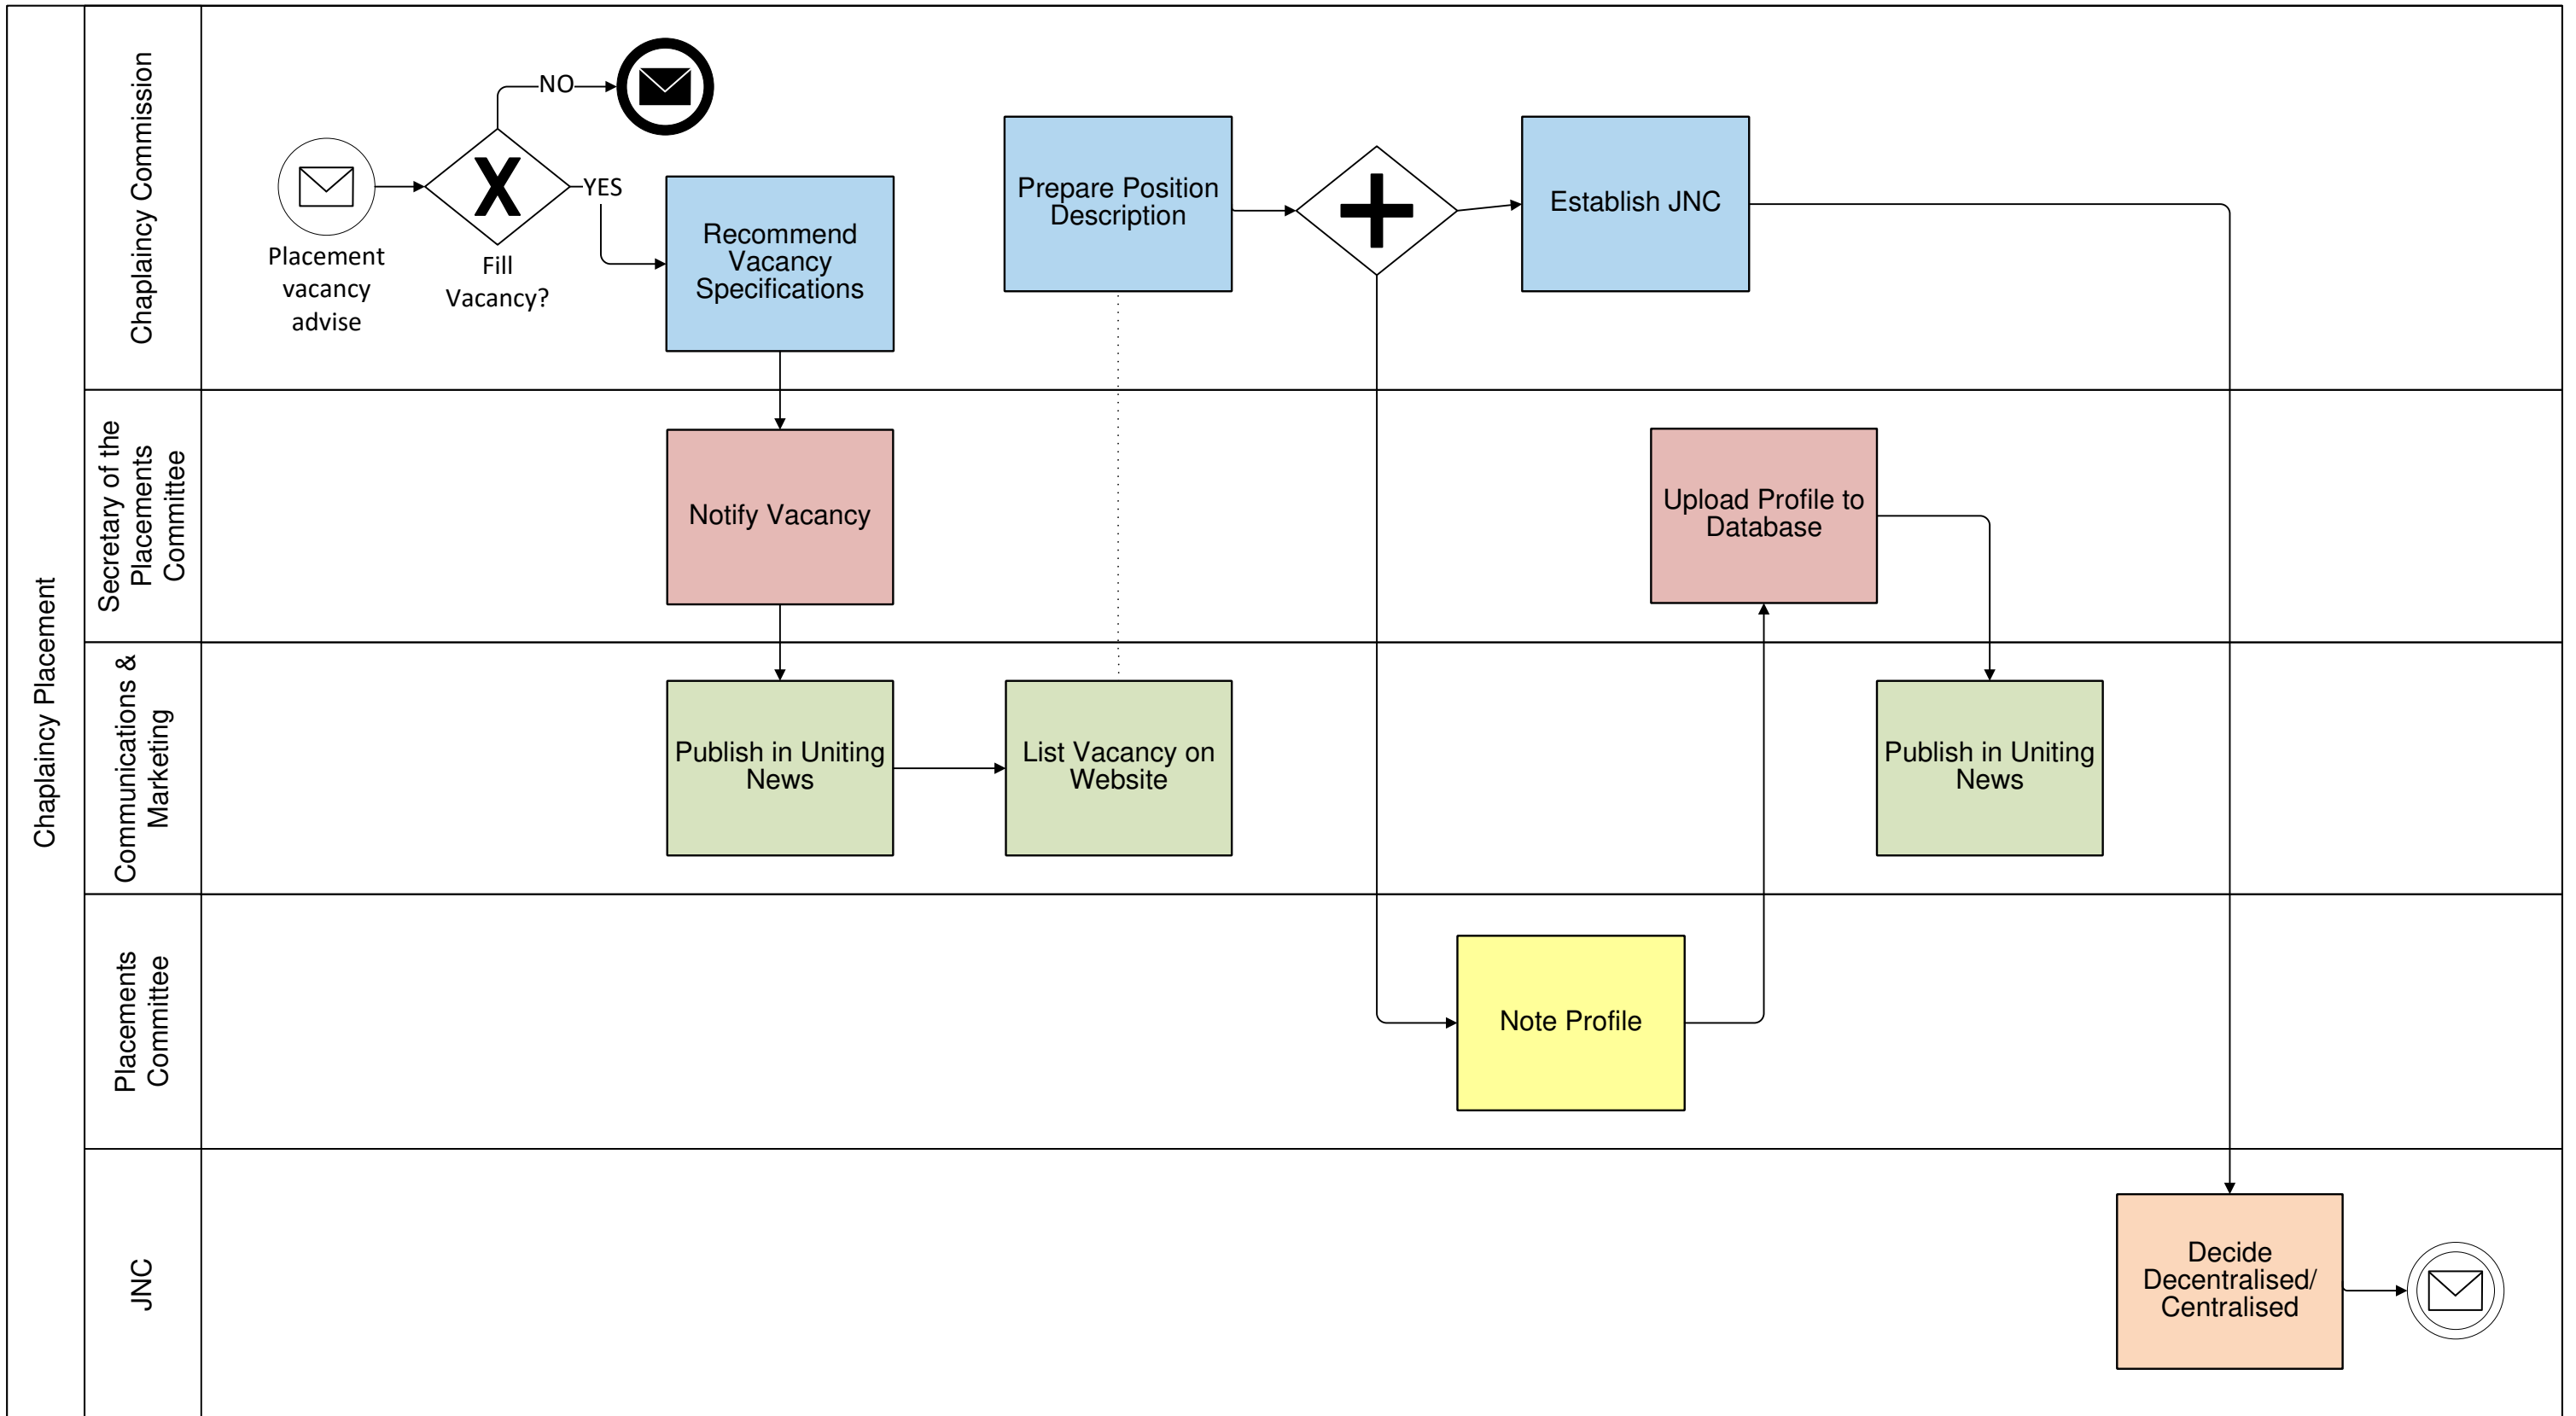 Chaplaincy Placement
Chaplaincy Commission
NO
X
YES
Placement
vacancy
advise
Fill
Vacancy?
Recommend
Vacancy
Specifications
Prepare Position
Description
Establish JNC
Secretary of the
Placements
Committee
Notify Vacancy
Upload Profile to
Database
Communications &
Marketing
Publish in Uniting
News
List Vacancy on
Website
Publish in Uniting
News
Placements
Committee
Note Profile
JNC
Decide
Decentralised/
Centralised